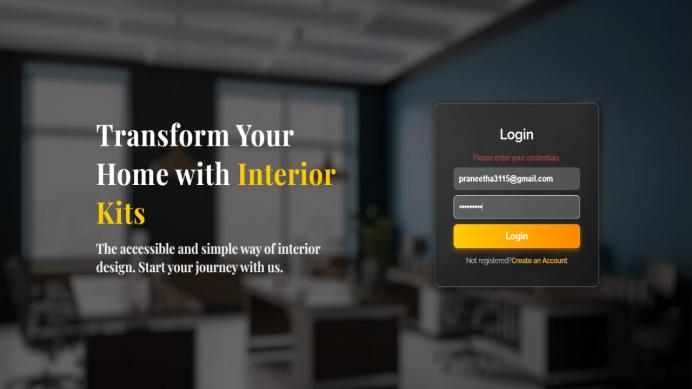 Transform Your
Home with Interior
Kits
The accessible and simple way of interior
design. Start your journey with us.
Login
Please enter your credentials
praneetha3115@gmail.com
•••••••••
Login
Not registered?Create an Account